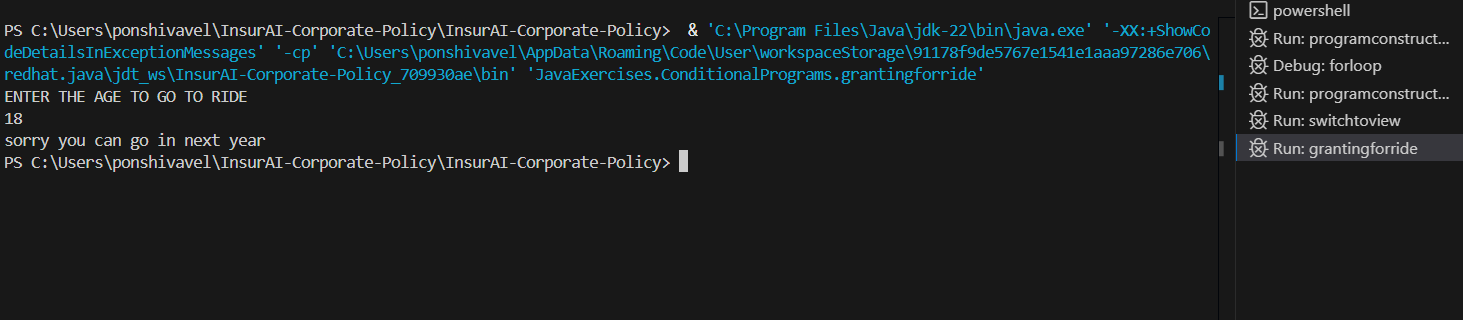 PS C:\Users\ponshivavel\InsurAI-Corporate-Policy\InsurAI-Corporate-Policy>  & 'C:\Program Files\Java\jdk-22\bin\java.exe' '-XX:+ShowCo
deDetailsInExceptionMessages' '-cp' 'C:\Users\ponshivavel\AppData\Roaming\Code\User\workspaceStorage\91178f9de5767e1541e1aaa97286e706\
redhat.java\jdt_ws\InsurAI-Corporate-Policy_709930ae\bin' 'JavaExercises.ConditionalPrograms.grantingforride'
ENTER THE AGE TO GO TO RIDE
18
sorry you can go in next year
PS C:\Users\ponshivavel\InsurAI-Corporate-Policy\InsurAI-Corporate-Policy>
powershell
Run: programconstruct...
Debug: forloop
Run: programconstruct...
Run: switchtoview
Run: grantingforride